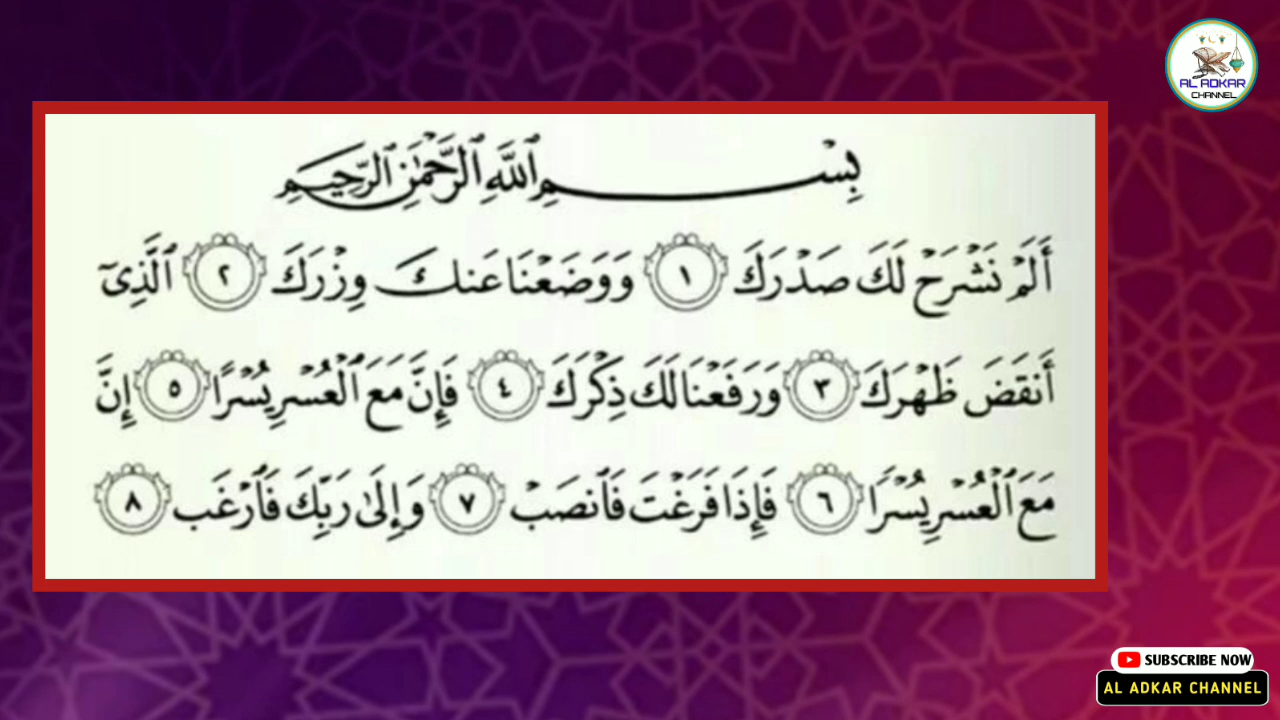 AL ADKAR
CHANNEL
بِسْمِ ٱللَّهِ ٱلرَّحْمَٰنِ ٱلرَّحِيمِ
أَلَمْ نَشْرَحْ لَكَ صَدْرَكَ ١ وَوَضَعْنَا عَنكَ وِزْرَكَ ٢ ٱلَّذِىٓ
أَنقَضَ ظَهْرَكَ ٣ وَرَفَعْنَا لَكَ ذِكْرَكَ ٤ فَإِنَّ مَعَ ٱلْعُسْرِ يُسْرًا ٥ إِنَّ
مَعَ ٱلْعُسْرِ يُسْرًا ٦ فَإِذَا فَرَغْتَ فَٱنصَبْ ٧ وَإِلَىٰ رَبِّكَ فَٱرْغَب ٨
SUBSCRIBE NOW
AL ADKAR CHANNEL